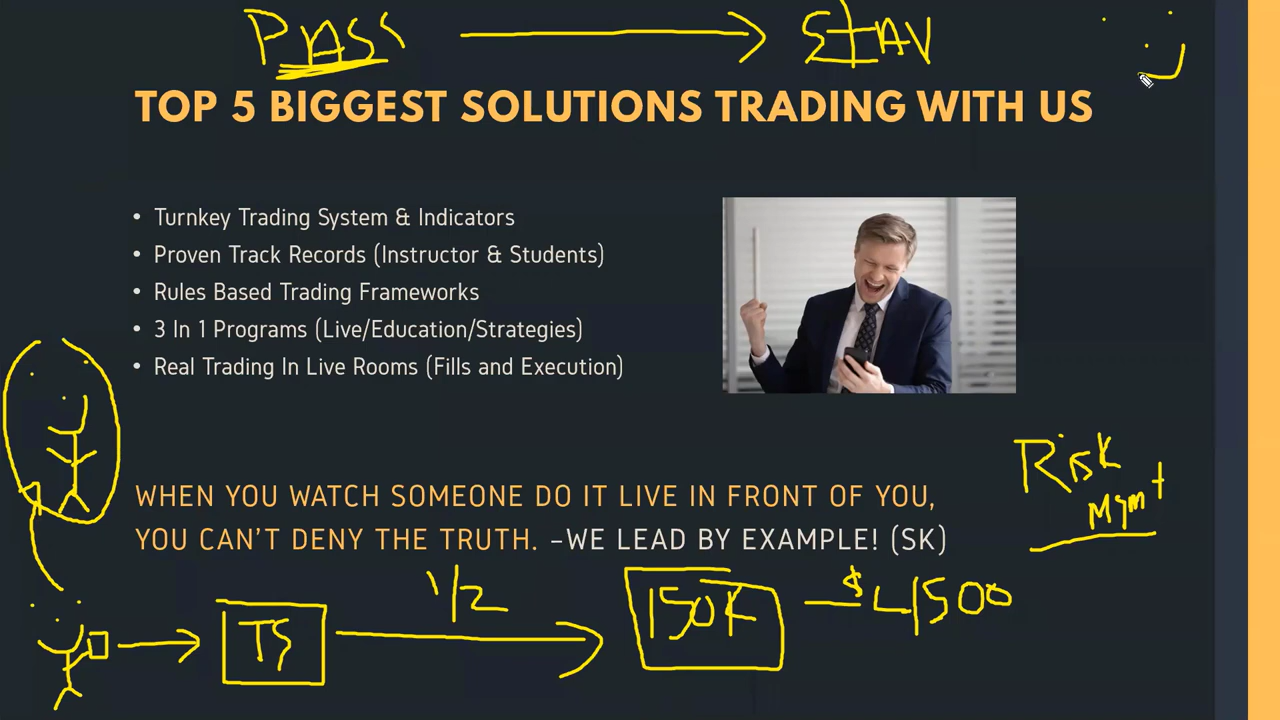 PASS STAY
TOP 5 BIGGEST SOLUTIONS TRADING WITH US
• Turnkey Trading System & Indicators
• Proven Track Records (Instructor & Students)
• Rules Based Trading Frameworks
• 3 In 1 Programs (Live/Education/Strategies)
• Real Trading In Live Rooms (Fills and Execution)
Risk
Mgmt
WHEN YOU WATCH SOMEONE DO IT LIVE IN FRONT OF YOU,
YOU CAN'T DENY THE TRUTH. –WE LEAD BY EXAMPLE! (SK)
TS 1/2 150K $4500